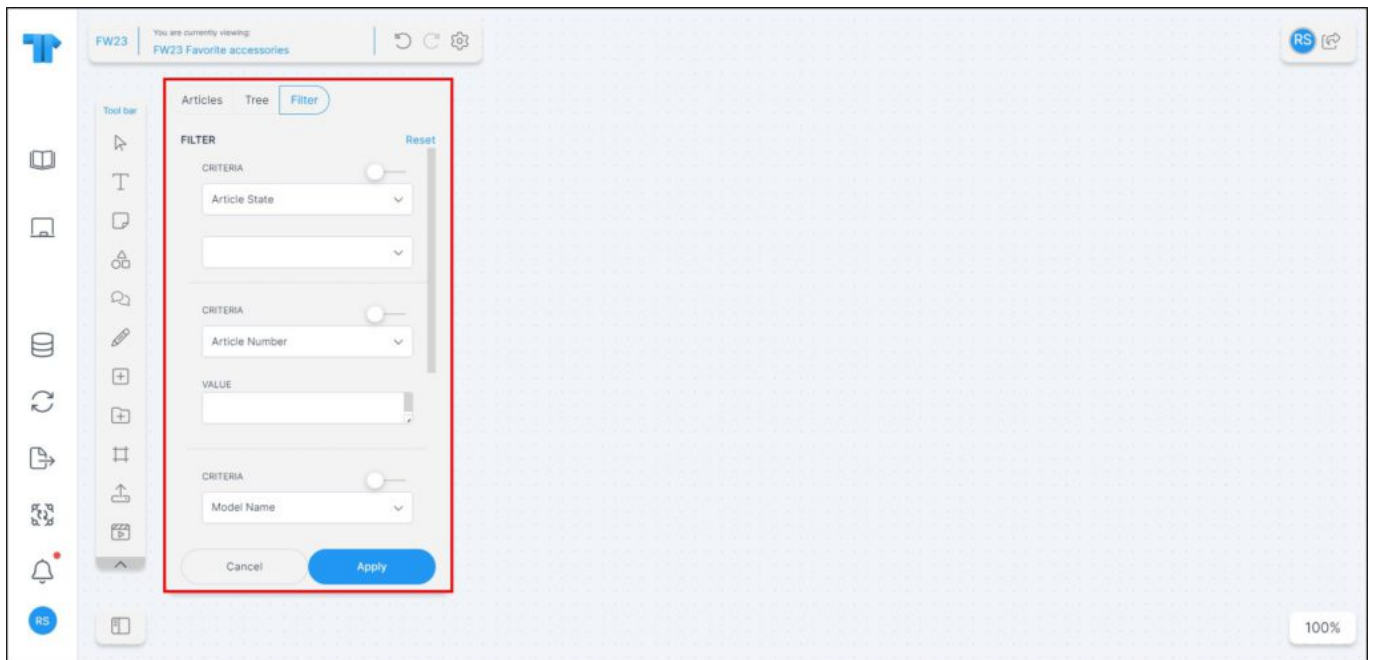 FW23
You are currently viewing:
FW23 Favorite accessories
RS
Tool bar
Articles Tree Filter
FILTER Reset
CRITERIA
Article State
CRITERIA
Article Number
VALUE
CRITERIA
Model Name
Cancel Apply
RS
100%